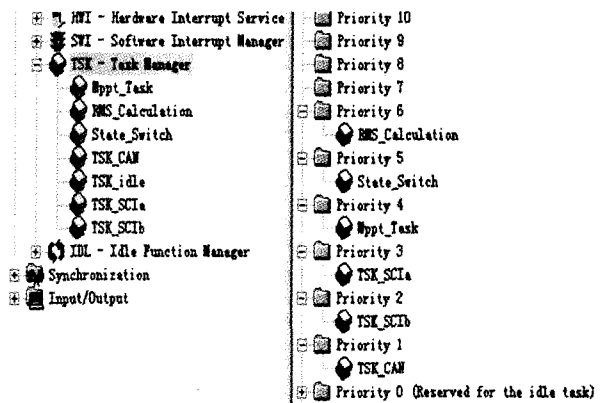 HWI - Hardware Interrupt Service
SWI - Software Interrupt Manager
TSK - Task Manager
Mppt_Task
RMS_Calculation
State_Switch
TSK_CAN
TSK_idle
TSK_SCIa
TSK_SCIb
IDL - Idle Function Manager
Synchronization
Input/Output
Priority 10
Priority 9
Priority 8
Priority 7
Priority 6
RMS_Calculation
Priority 5
State_Switch
Priority 4
Mppt_Task
Priority 3
TSK_SCIa
Priority 2
TSK_SCIb
Priority 1
TSK_CAN
Priority 0 (Reserved for the idle task)